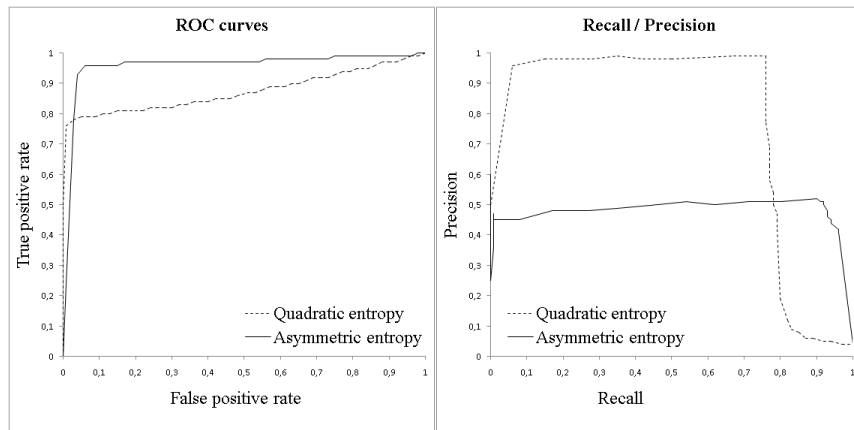 ROC curves
1
0,9
0,8
0,7
0,6
0,5
0,4
0,3
0,2
0,1
0
True positive rate
Quadratic entropy
Asymmetric entropy
0 0,1 0,2 0,3 0,4 0,5 0,6 0,7 0,8 0,9 1
False positive rate
Recall / Precision
1
0,9
0,8
0,7
0,6
0,5
0,4
0,3
0,2
0,1
0
Precision
Quadratic entropy
Asymmetric entropy
0 0,1 0,2 0,3 0,4 0,5 0,6 0,7 0,8 0,9 1
Recall